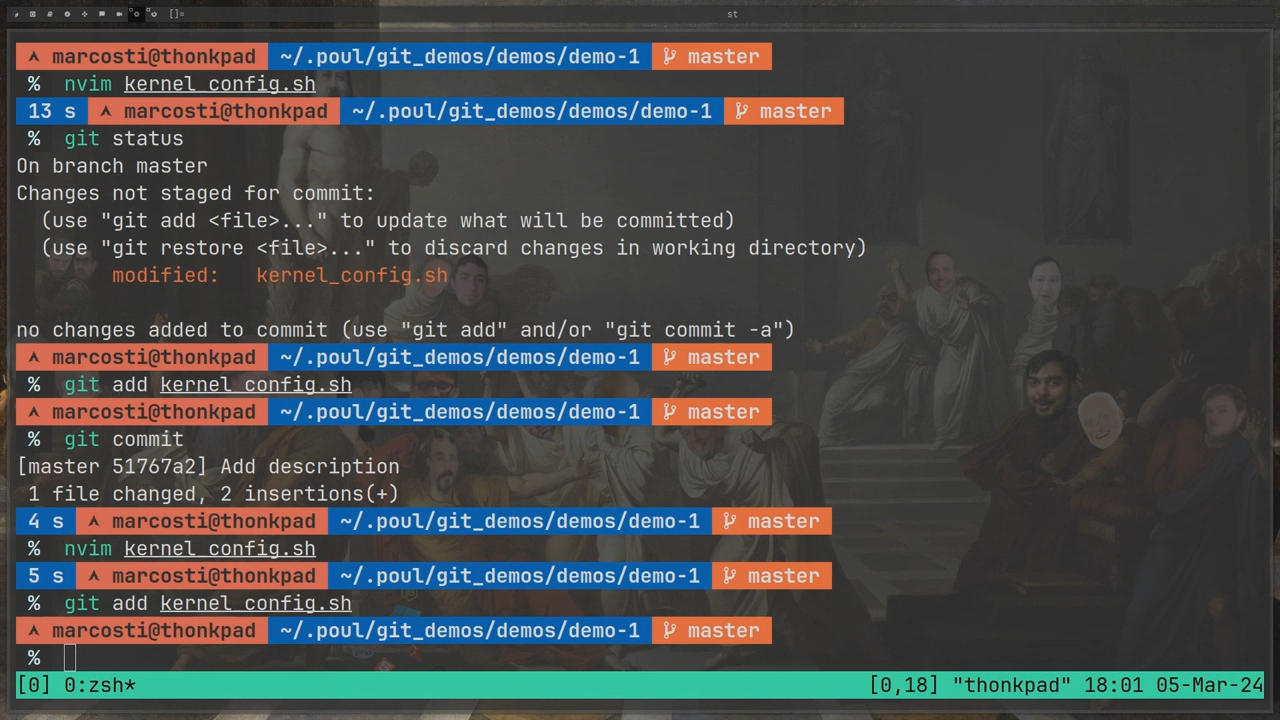 []= st
marcosti@thonkpad ~/.poul/git_demos/demos/demo-1 master
% nvim kernel_config.sh
13 s marcosti@thonkpad ~/.poul/git_demos/demos/demo-1 master
% git status
On branch master
Changes not staged for commit:
(use "git add <file>..." to update what will be committed)
(use "git restore <file>..." to discard changes in working directory)
modified: kernel_config.sh
no changes added to commit (use "git add" and/or "git commit -a")
marcosti@thonkpad ~/.poul/git_demos/demos/demo-1 master
% git add kernel_config.sh
marcosti@thonkpad ~/.poul/git_demos/demos/demo-1 master
% git commit
[master 51767a2] Add description
1 file changed, 2 insertions(+)
4 s marcosti@thonkpad ~/.poul/git_demos/demos/demo-1 master
% nvim kernel_config.sh
5 s marcosti@thonkpad ~/.poul/git_demos/demos/demo-1 master
% git add kernel_config.sh
marcosti@thonkpad ~/.poul/git_demos/demos/demo-1 master
%
[0] 0:zsh* [0,18] "thonkpad" 18:01 05-Mar-24